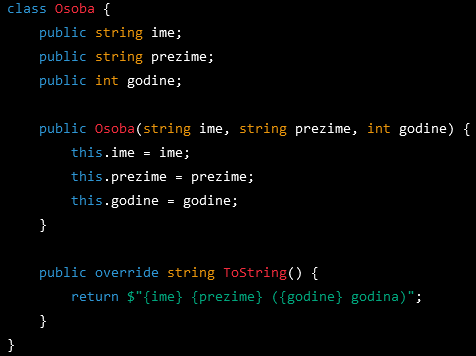 class Osoba {
    public string ime;
    public string prezime;
    public int godine;

    public Osoba(string ime, string prezime, int godine) {
        this.ime = ime;
        this.prezime = prezime;
        this.godine = godine;
    }

    public override string ToString() {
        return $"{ime} {prezime} ({godine} godina)";
    }
}